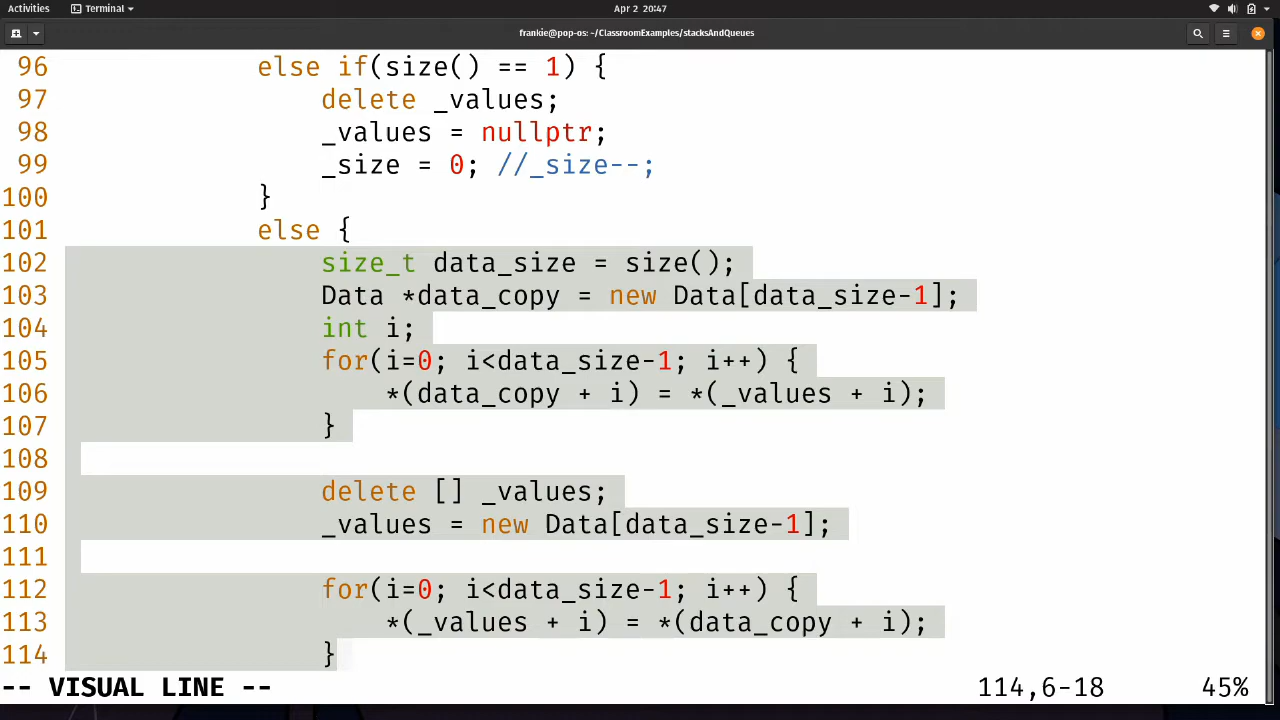 Activities Terminal Apr 2 20:47
frankie@pop-os: ~/ClassroomExamples/stacksAndQueues
96 else if(size() == 1) {
97 delete _values;
98 _values = nullptr;
99 _size = 0; //_size--;
100 }
101 else {
102 size_t data_size = size();
103 Data *data_copy = new Data[data_size-1];
104 int i;
105 for(i=0; i<data_size-1; i++) {
106 *(data_copy + i) = *(_values + i);
107 }
108
109 delete [] _values;
110 _values = new Data[data_size-1];
111
112 for(i=0; i<data_size-1; i++) {
113 *(_values + i) = *(data_copy + i);
114 }
-- VISUAL LINE -- 114,6-18 45%